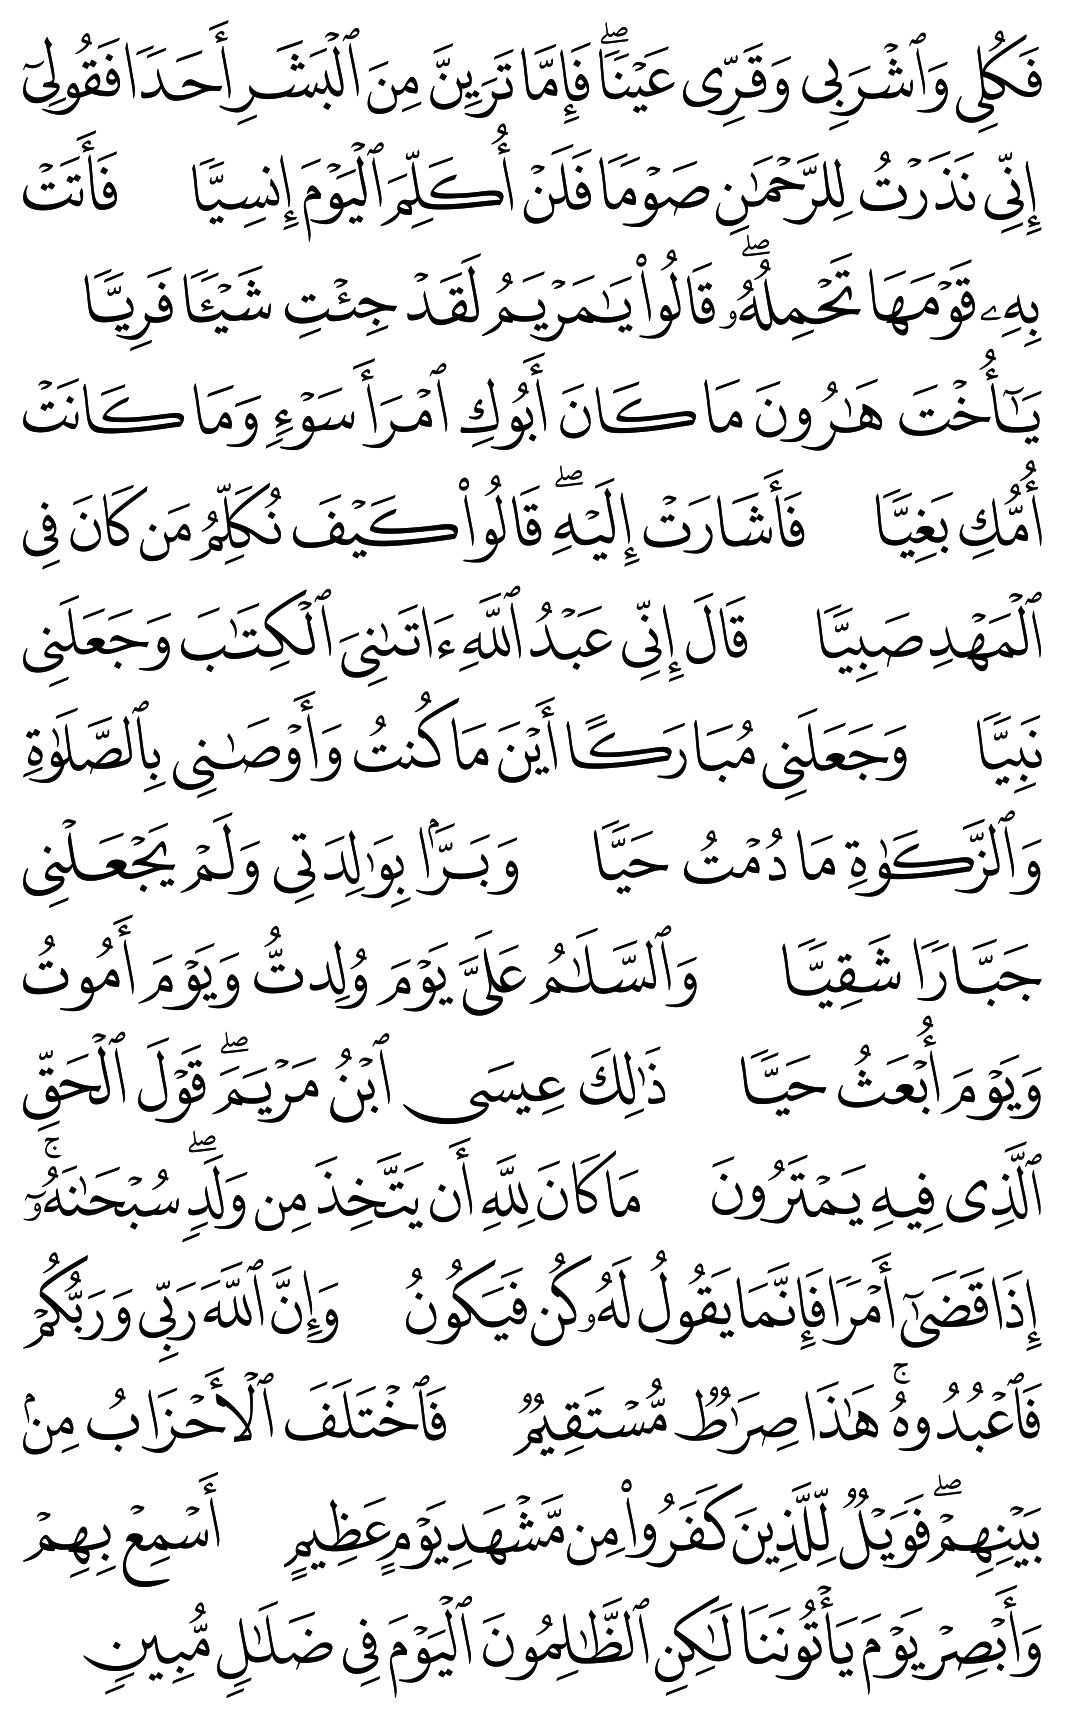 فَكُلِى وَٱشْرَبِى وَقَرِّى عَيْنًاۖ فَإِمَّا تَرَيِنَّ مِنَ ٱلْبَشَرِ أَحَدًا فَقُولِىٓ
إِنِّى نَذَرْتُ لِلرَّحْمَٰنِ صَوْمًا فَلَنْ أُكَلِّمَ ٱلْيَوْمَ إِنسِيًّا فَأَتَتْ
بِهِۦ قَوْمَهَا تَحْمِلُهُۥۖ قَالُوا۟ يَٰمَرْيَمُ لَقَدْ جِئْتِ شَيْـًٔا فَرِيًّا
يَٰٓأُخْتَ هَٰرُونَ مَا كَانَ أَبُوكِ ٱمْرَأَ سَوْءٍ وَمَا كَانَتْ
أُمُّكِ بَغِيًّا فَأَشَارَتْ إِلَيْهِۖ قَالُوا۟ كَيْفَ نُكَلِّمُ مَن كَانَ فِى
ٱلْمَهْدِ صَبِيًّا قَالَ إِنِّى عَبْدُ ٱللَّهِ ءَاتَىٰنِىَ ٱلْكِتَٰبَ وَجَعَلَنِى
نَبِيًّا وَجَعَلَنِى مُبَارَكًا أَيْنَ مَا كُنتُ وَأَوْصَٰنِى بِٱلصَّلَوٰةِ
وَٱلزَّكَوٰةِ مَا دُمْتُ حَيًّا وَبَرًّۢا بِوَٰلِدَتِى وَلَمْ يَجْعَلْنِى
جَبَّارًا شَقِيًّا وَٱلسَّلَٰمُ عَلَىَّ يَوْمَ وُلِدتُّ وَيَوْمَ أَمُوتُ
وَيَوْمَ أُبْعَثُ حَيًّا ذَٰلِكَ عِيسَى ٱبْنُ مَرْيَمَۖ قَوْلَ ٱلْحَقِّ
ٱلَّذِى فِيهِ يَمْتَرُونَ مَا كَانَ لِلَّهِ أَن يَتَّخِذَ مِن وَلَدٍۖ سُبْحَٰنَهُۥٓۚ
إِذَا قَضَىٰٓ أَمْرًا فَإِنَّمَا يَقُولُ لَهُۥ كُن فَيَكُونُ وَإِنَّ ٱللَّهَ رَبِّى وَرَبُّكُمْ
فَٱعْبُدُوهُۚ هَٰذَا صِرَٰطٌ مُّسْتَقِيمٌ فَٱخْتَلَفَ ٱلْأَحْزَابُ مِنۢ
بَيْنِهِمْۖ فَوَيْلٌ لِّلَّذِينَ كَفَرُوا۟ مِن مَّشْهَدِ يَوْمٍ عَظِيمٍ أَسْمِعْ بِهِمْ
وَأَبْصِرْ يَوْمَ يَأْتُونَنَا لَٰكِنِ ٱلظَّٰلِمُونَ ٱلْيَوْمَ فِى ضَلَٰلٍ مُّبِينٍ